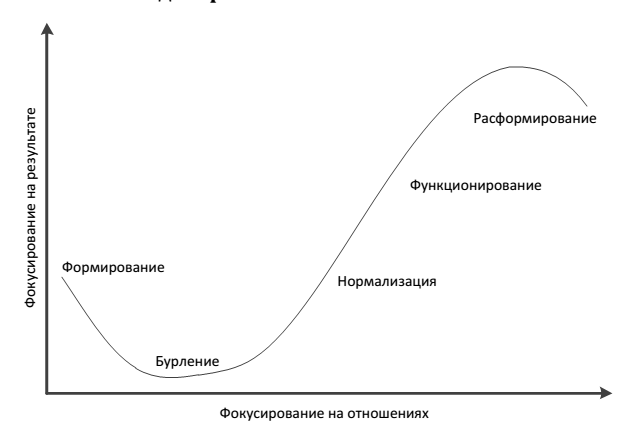 Фокусирование на результате
Расформирование
Функционирование
Формирование
Нормализация
Бурление
Фокусирование на отношениях